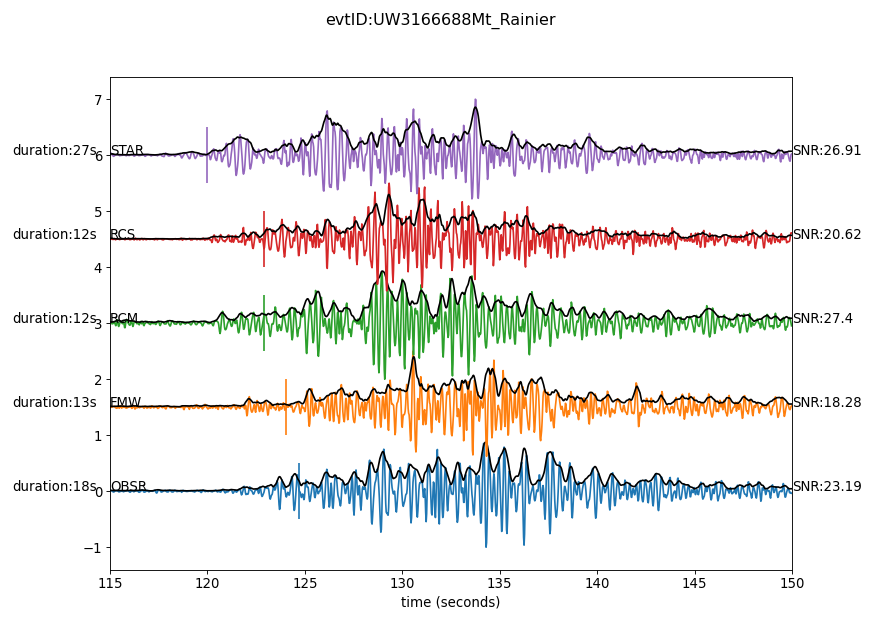 evtID:UW3166688Mt_Rainier
7
duration:27s STAR 6 SNR:26.91
5
duration:12s RCS SNR:20.62
4
duration:12s RCM 3 SNR:27.4
2
duration:13s FMW SNR:18.28
1
duration:18s OBSR 0 SNR:23.19
−1
115 120 125 130 135 140 145 150
time (seconds)